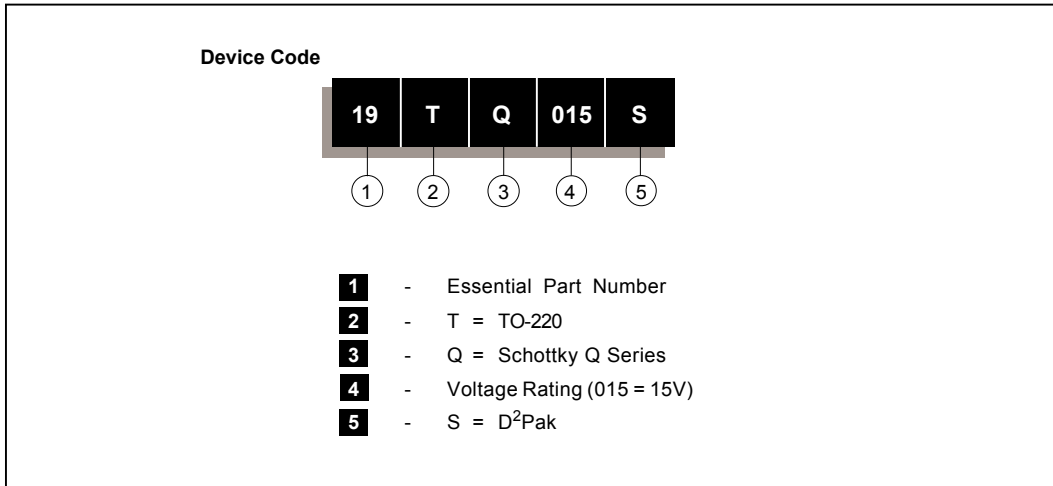 Device Code
19 T Q 015 S
1 2 3 4 5
1 - Essential Part Number
2 - T = TO-220
3 - Q = Schottky Q Series
4 - Voltage Rating (015 = 15V)
5 - S = D²Pak